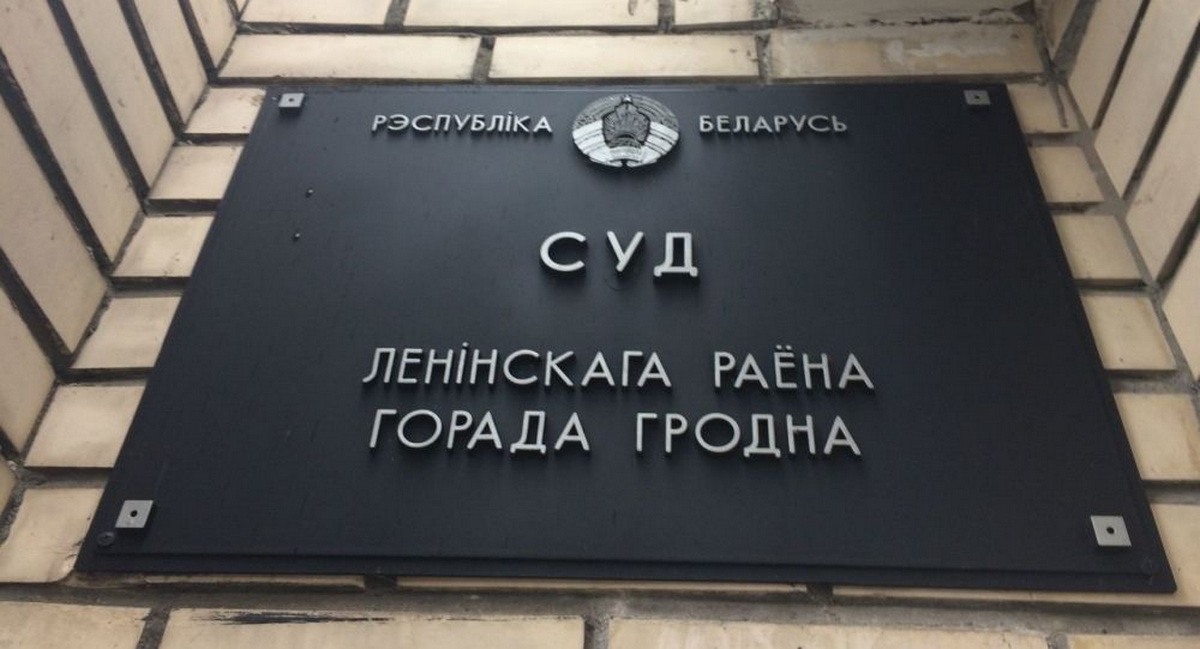 РЭСПУБЛІКА БЕЛАРУСЬ
СУД
ЛЕНІНСКАГА РАЁНА
ГОРАДА ГРОДНА